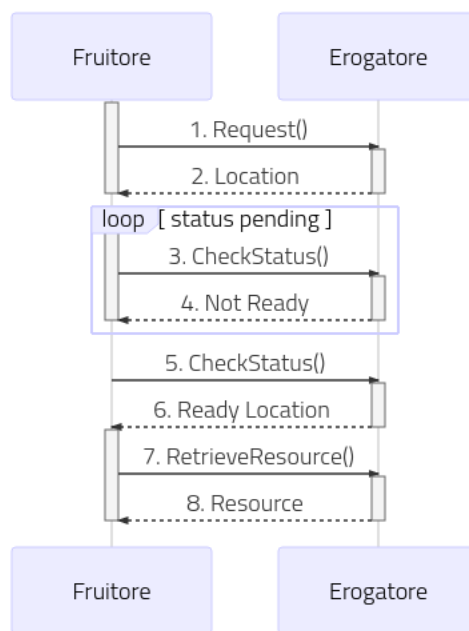 Fruitore Erogatore
1. Request()
2. Location
loop [ status pending ]
3. CheckStatus()
4. Not Ready
5. CheckStatus()
6. Ready Location
7. RetrieveResource()
8. Resource
Fruitore Erogatore